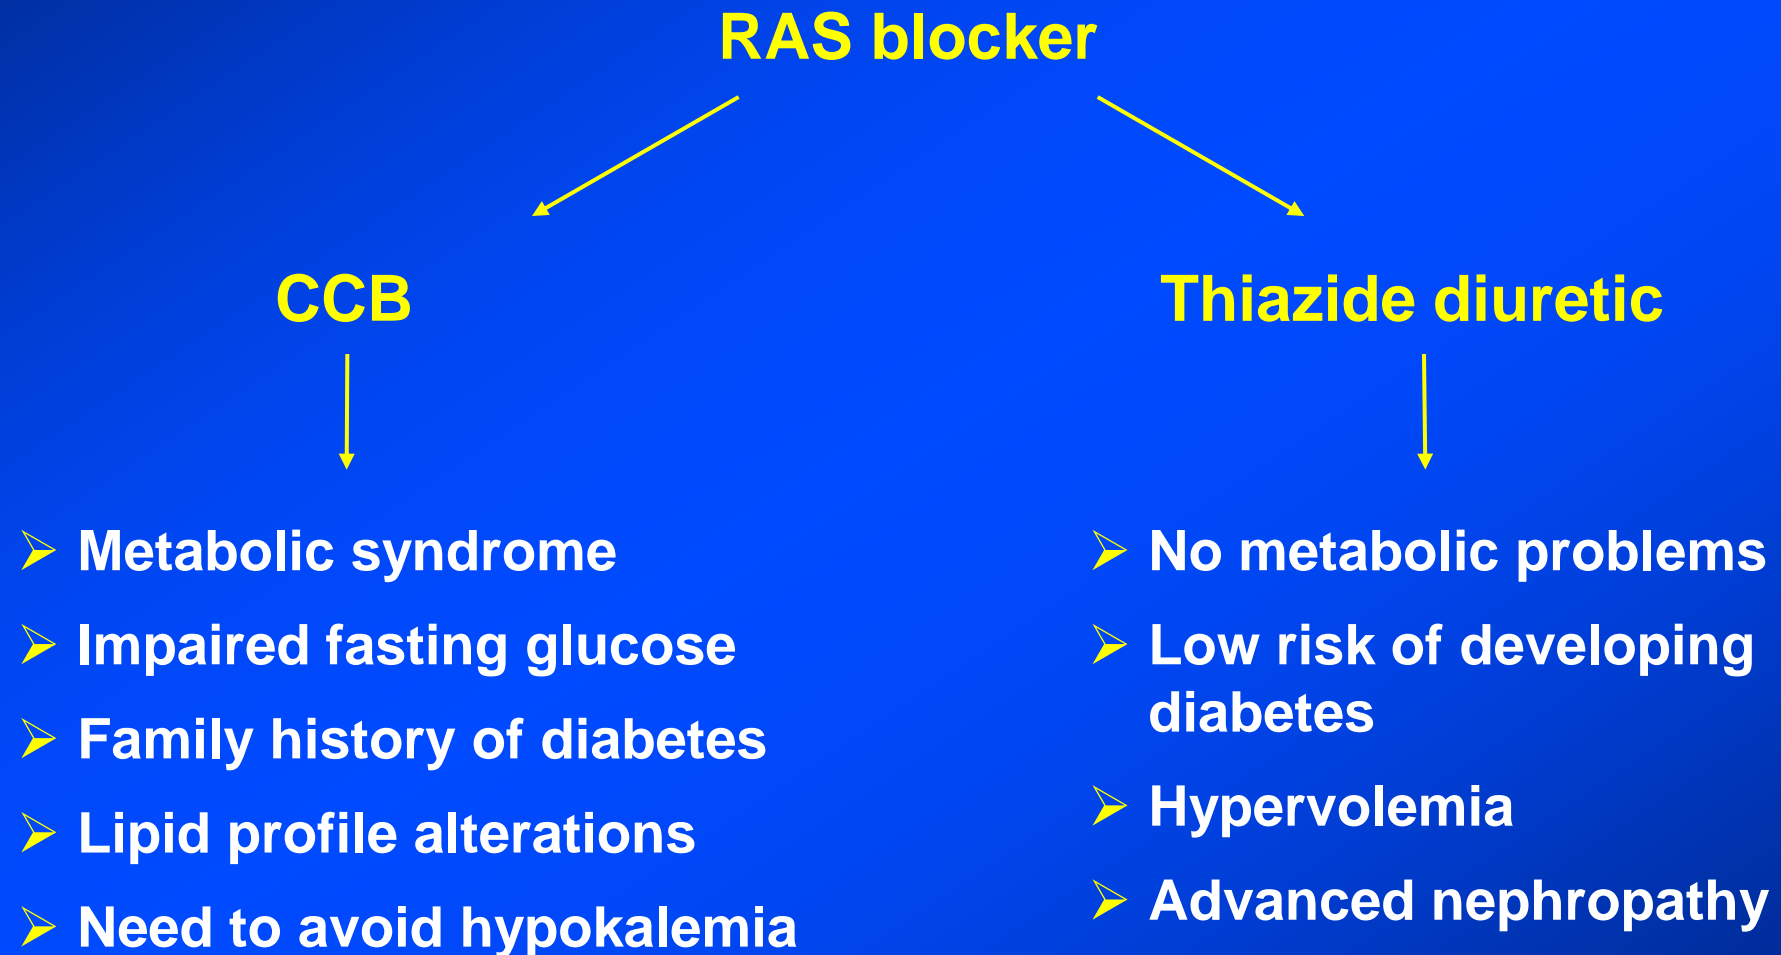 RAS blocker
CCB
Thiazide diuretic
Metabolic syndrome
Impaired fasting glucose
Family history of diabetes
Lipid profile alterations
Need to avoid hypokalemia
No metabolic problems
Low risk of developing
diabetes
Hypervolemia
Advanced nephropathy